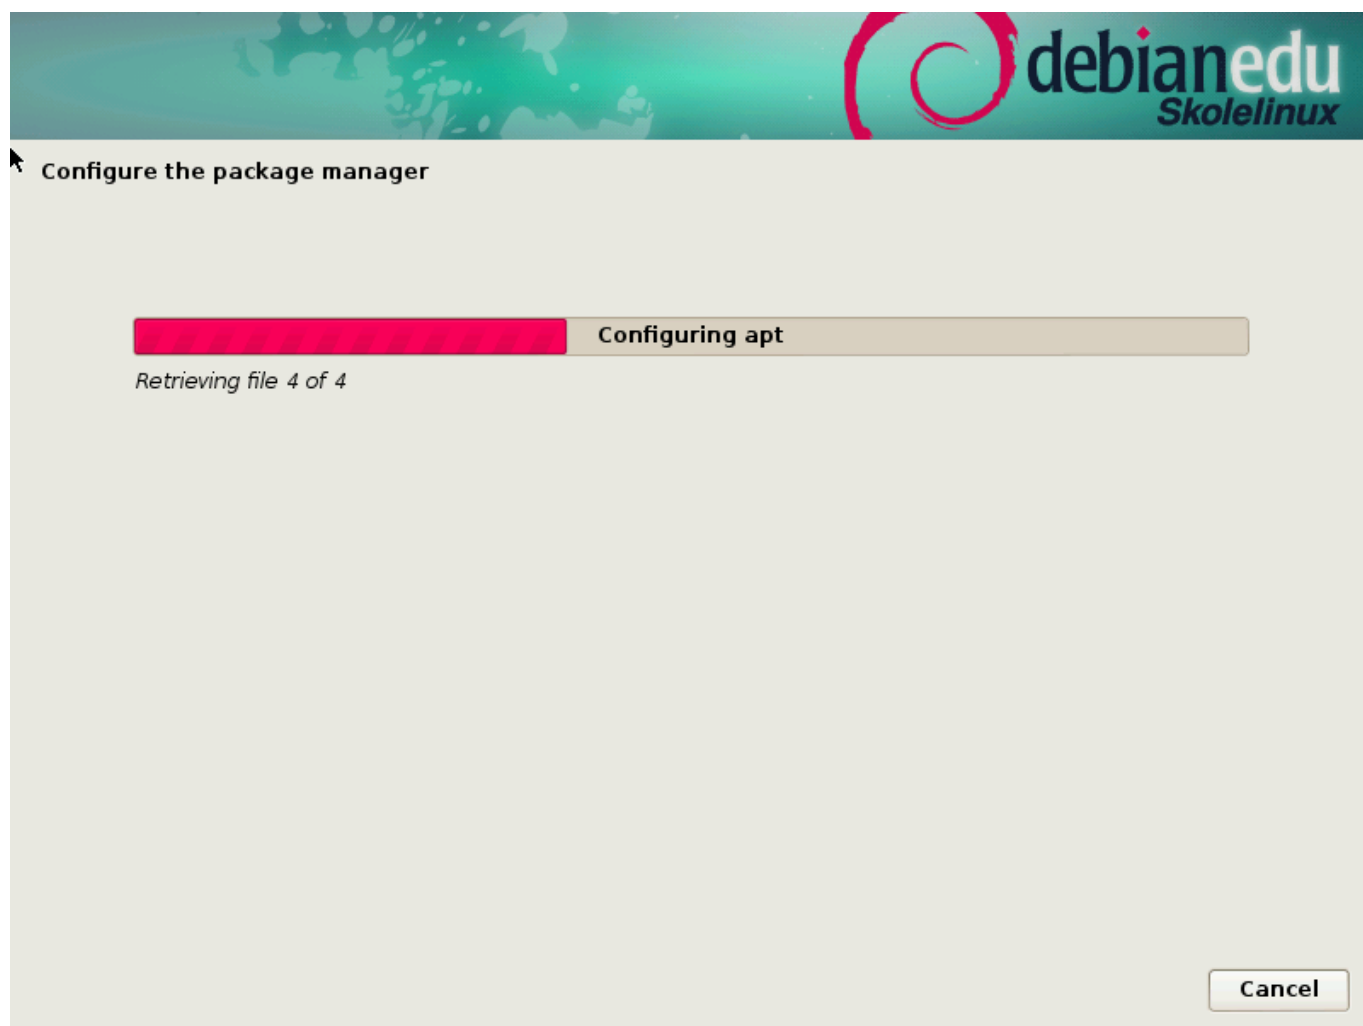 debianedu
Skolelinux
Configure the package manager
Configuring apt
Retrieving file 4 of 4
Cancel